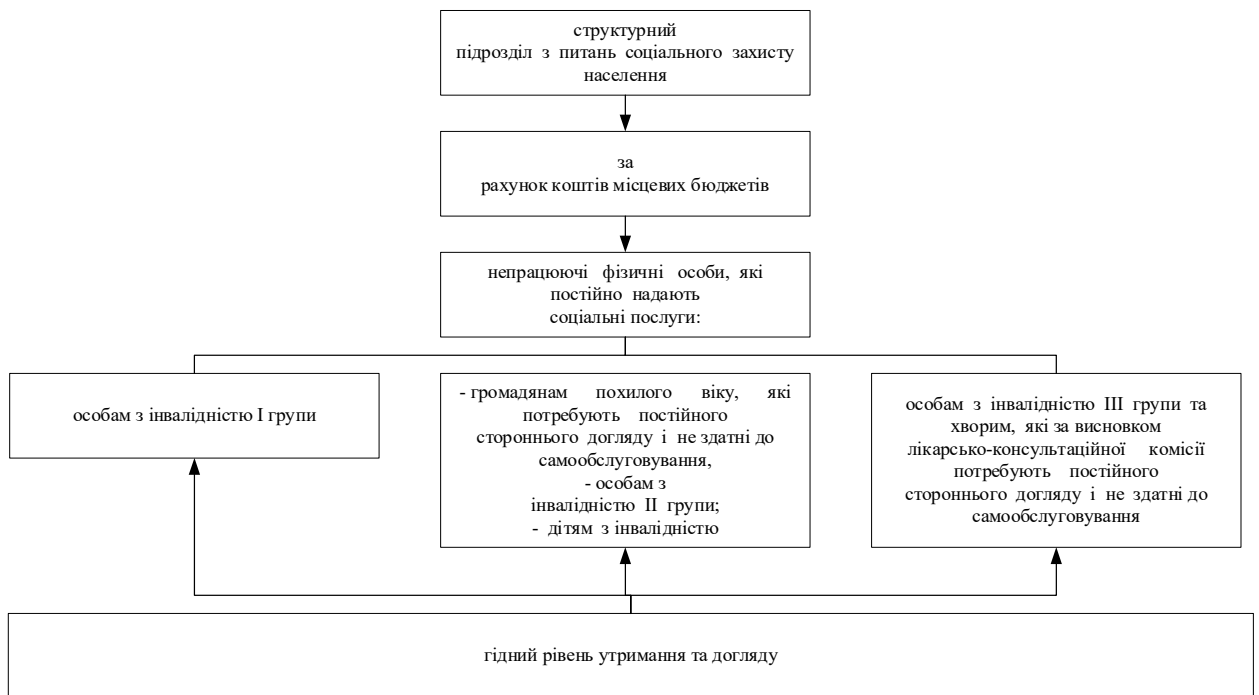 структурний
підрозділ з питань соціального захисту
населення
за
рахунок коштів місцевих бюджетів
непрацюючі фізичні особи, які
постійно надають
соціальні послуги:
особам з інвалідністю I групи
- громадянам похилого віку, які
потребують постійного
стороннього догляду і не здатні до
самообслуговування,
- особам з
інвалідністю II групи;
- дітям з інвалідністю
особам з інвалідністю III групи та
хворим, які за висновком
лікарсько-консультаційної комісії
потребують постійного
стороннього догляду і не здатні до
самообслуговування
гідний рівень утримання та догляду